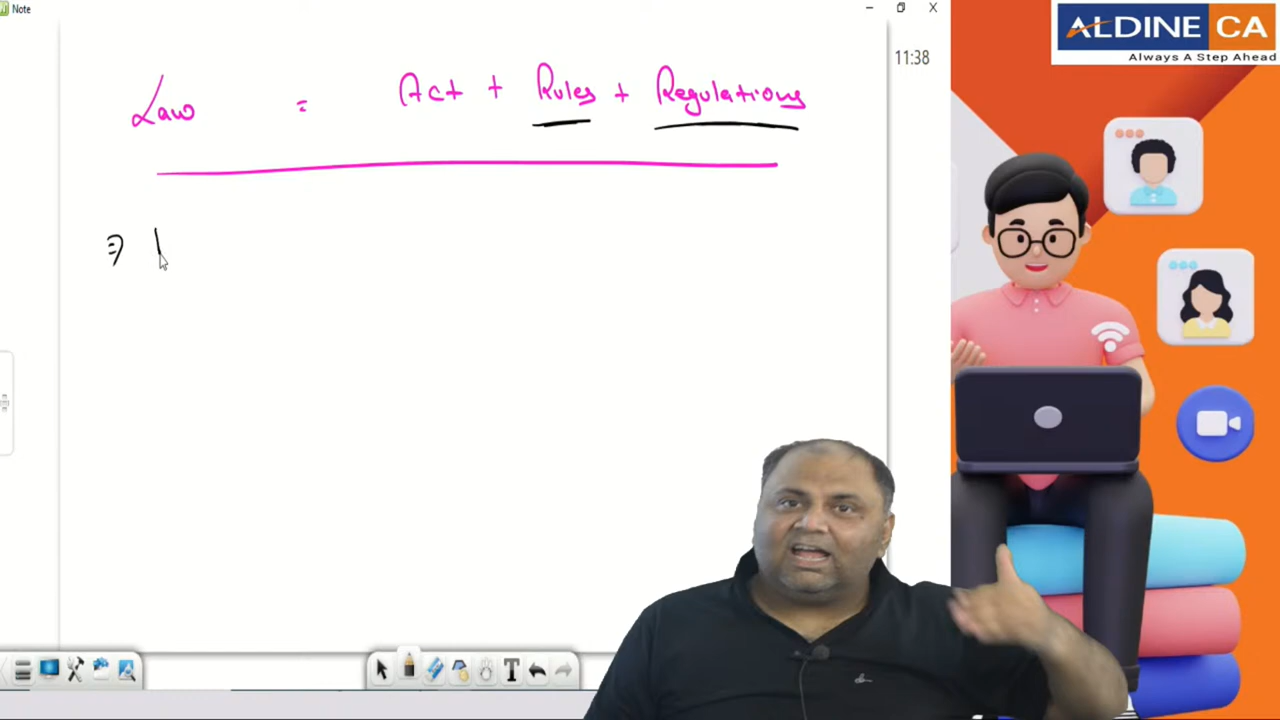 Note
ALDINE CA
Always A Step Ahead
11:38
Law = Act + Rules + Regulations
⇒
T